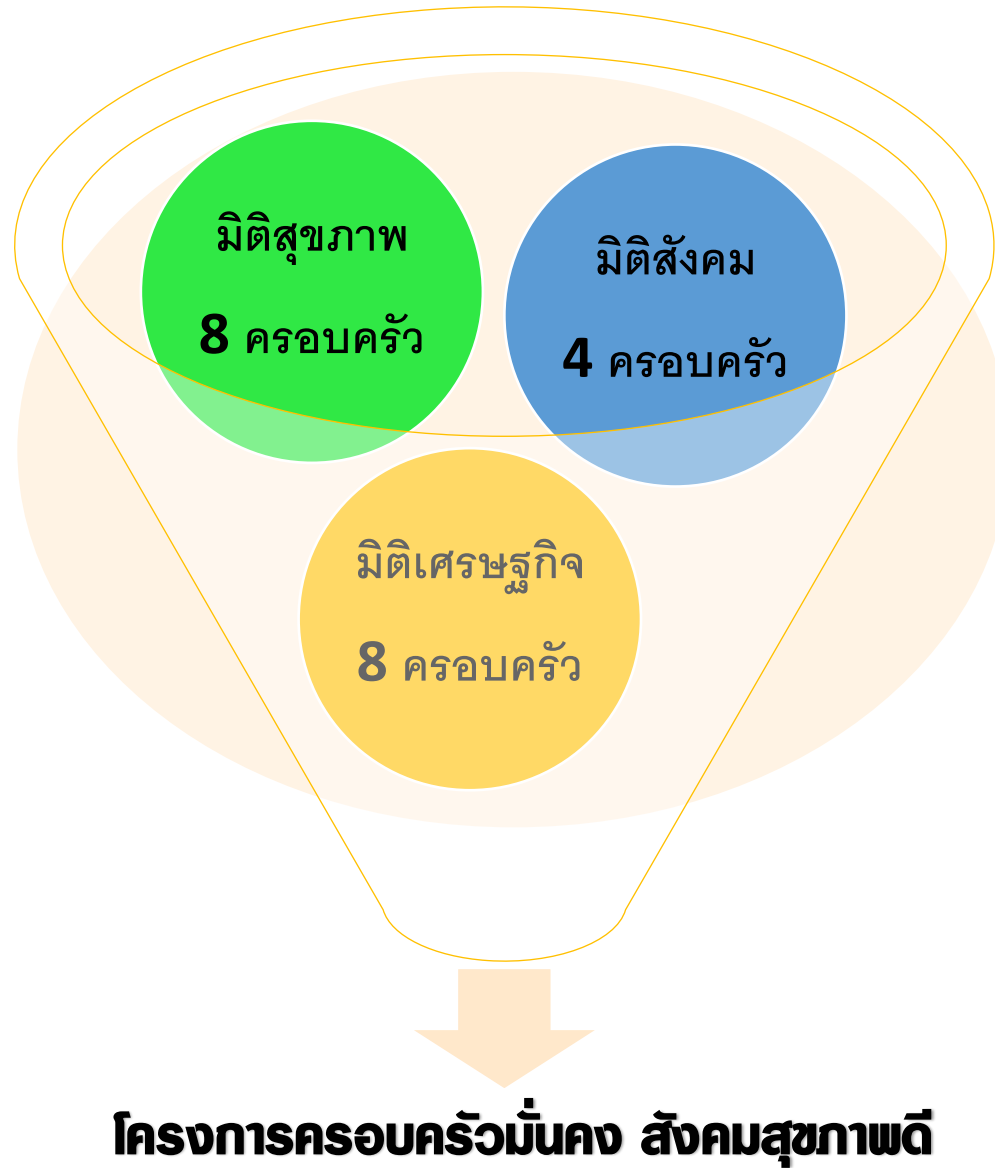 มิติสุขภาพ
8 ครอบครัว
มิติสังคม
4 ครอบครัว
มิติเศรษฐกิจ
8 ครอบครัว
โครงการครอบครัวมั่นคง สังคมสุขภาพดี